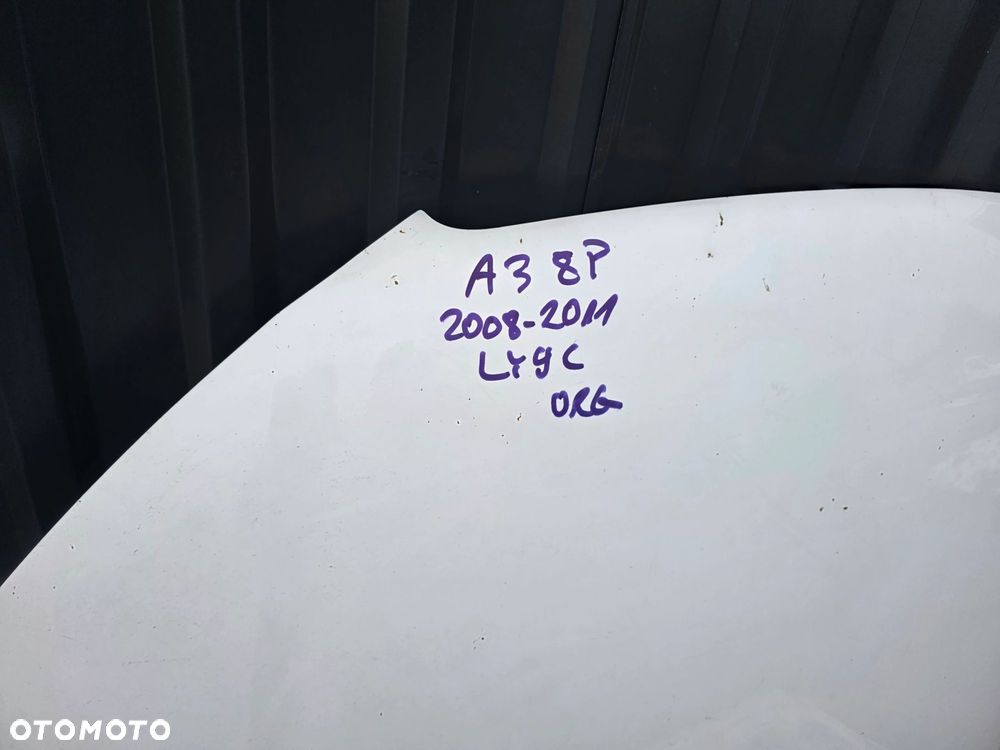 A3 8P
2008-2011
LY9C
ORG
OTOMOTO